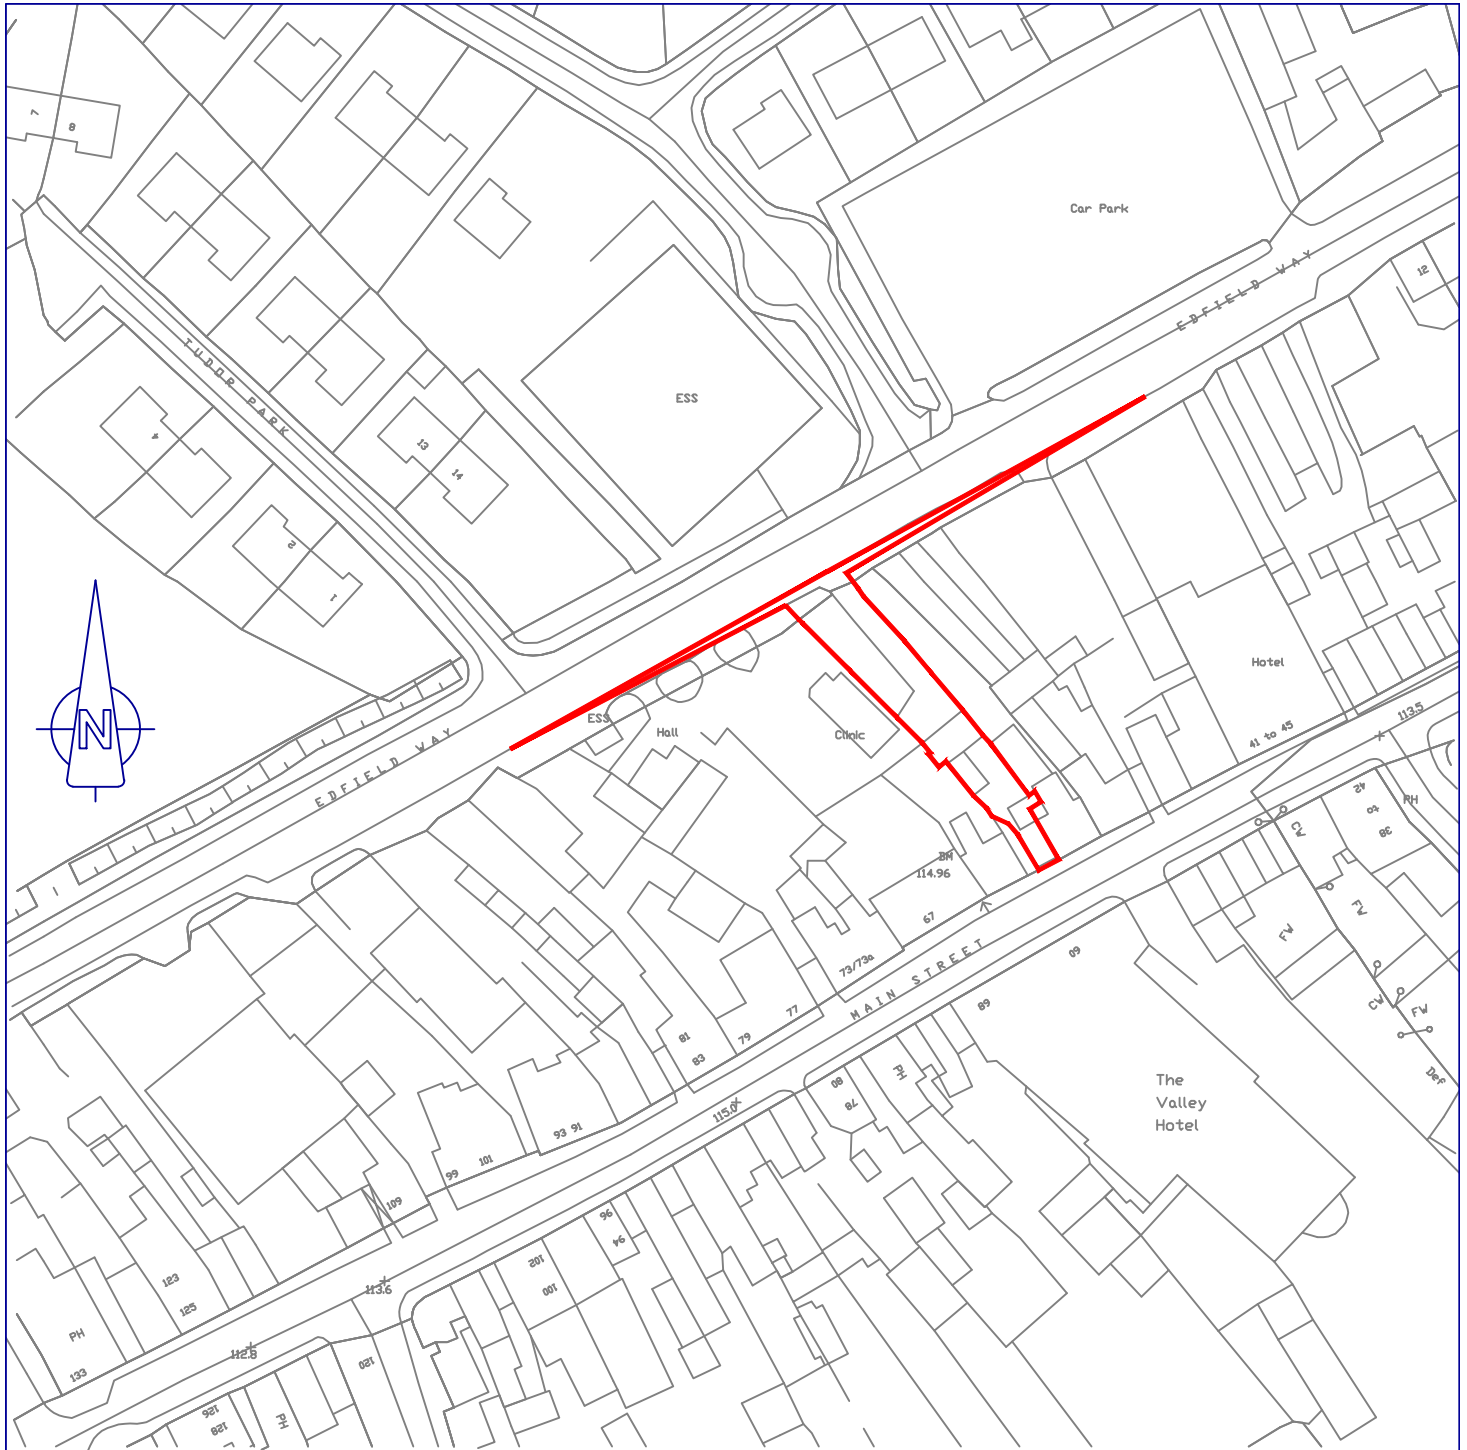 7
8
Car Park
EDFIELD WAY
12
TUDOR PARK
ESS
4
13
14
2
1
N
Hotel
ESS
Hall
Clinic
EDFIELD WAY
113.5
41 to 45
42
40
38
PH
CW
BM
114.96
67
FW
FW
73/73a
MAIN STREET
60
CW
FW
77
68
81
83
79
Def
PH
80
78
115.0
The
Valley
Hotel
93 91
101
99
109
96
94
123
125
102
100
113.6
PH
133
112.8
120
126
128
PH